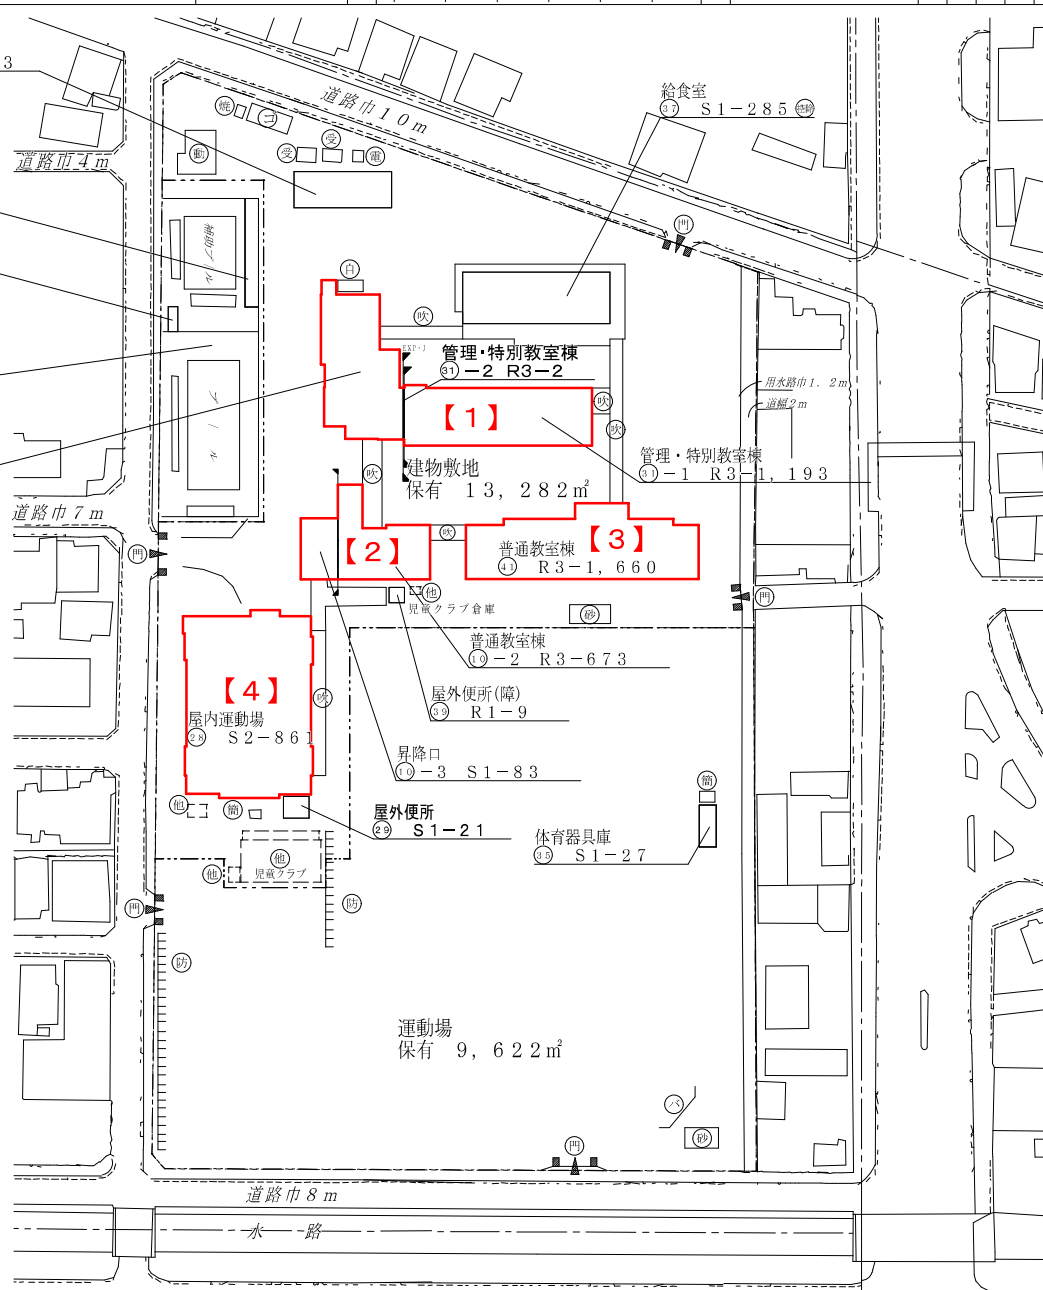 3
道路巾10m
給食室
㊲ S1-285
焼
コ
受
受
電
動
道路巾4m
門
補助プール
白
吹
EXP·J
管理・特別教室棟
㉛-2 R3-2
用水路巾1.2m
道幅2m
プール
【1】
吹
吹
管理・特別教室棟
㉛-1 R3-1,193
吹
建物敷地
保有 13,282㎡
道路巾7m
門
【2】
吹
【3】
普通教室棟
㊶ R3-1,660
他
児童クラブ倉庫
砂
門
普通教室棟
⑩-2 R3-673
【4】
吹
屋外便所(障)
㊴ R1-9
屋内運動場
㉘ S2-861
昇降口
⑩-3 S1-83
他
簡
簡
屋外便所
㉙ S1-21
体育器具庫
㉟ S1-27
他
児童クラブ
他
門
防
防
運動場
保有 9,622㎡
バ
砂
門
道路巾8m
水路